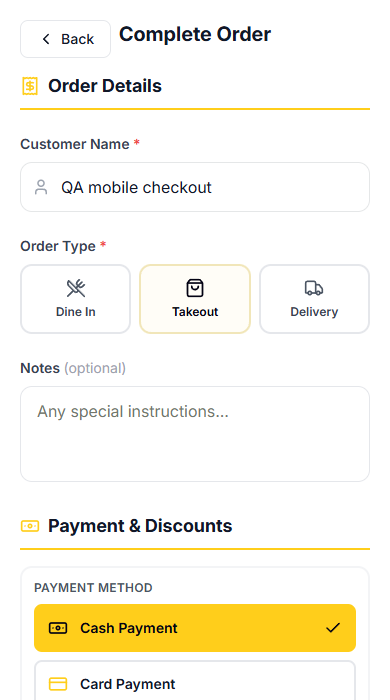 Back
Complete Order
Order Details
Customer Name *
QA mobile checkout
Order Type *
Dine In
Takeout
Delivery
Notes (optional)
Any special instructions...
Payment & Discounts
PAYMENT METHOD
Cash Payment
Card Payment